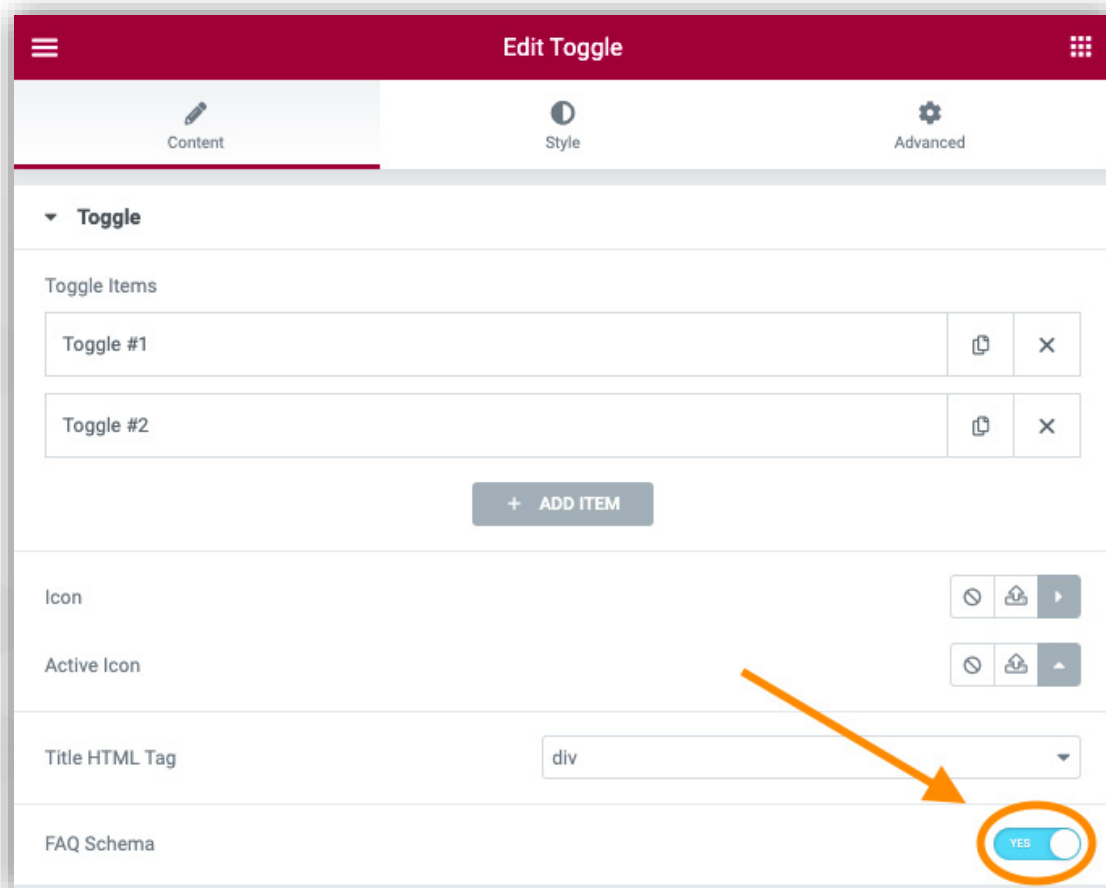 Edit Toggle
Content
Style
Advanced
Toggle
Toggle Items
Toggle #1
Toggle #2
+ ADD ITEM
Icon
Active Icon
Title HTML Tag
div
FAQ Schema
YES